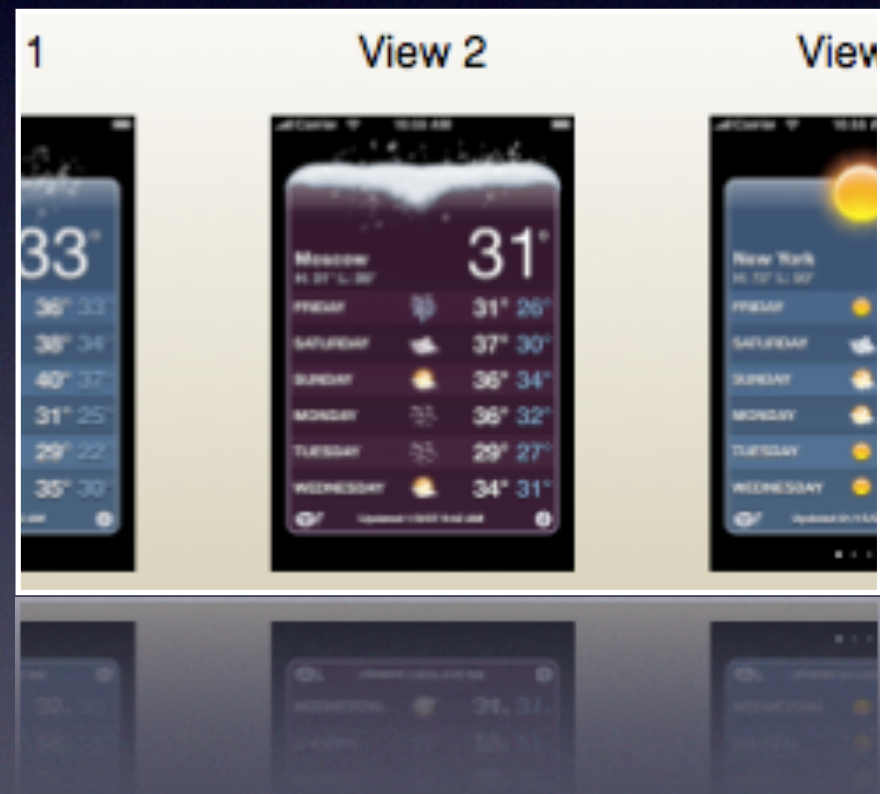 1
View 2
View
33°
36° 33°
38° 34°
40° 37°
31° 25°
29° 22°
35° 30°
Carrier
Moscow
31°
FRIDAY 31° 26°
SATURDAY 37° 30°
SUNDAY 36° 34°
MONDAY 36° 32°
TUESDAY 29° 27°
WEDNESDAY 34° 31°
Carrier
New York
FRIDAY
SATURDAY
SUNDAY
MONDAY
TUESDAY
WEDNESDAY